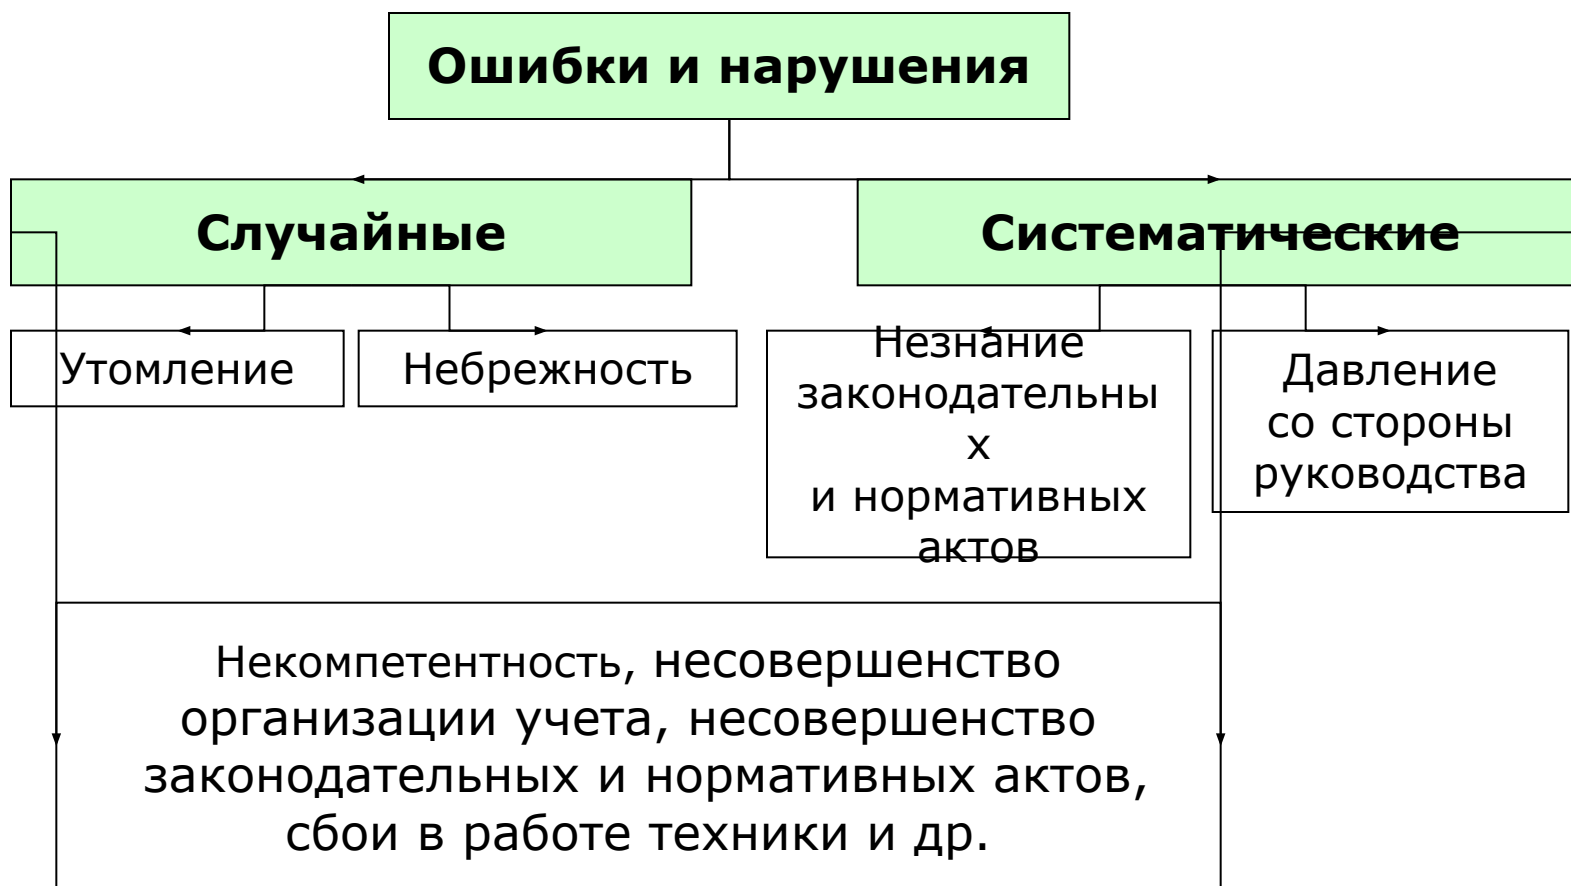 Ошибки и нарушения
Случайные
Систематические
Утомление
Небрежность
Незнание
законодательны
х
и нормативных
актов
Давление
со стороны
руководства
Некомпетентность, несовершенство
организации учета, несовершенство
законодательных и нормативных актов,
сбои в работе техники и др.